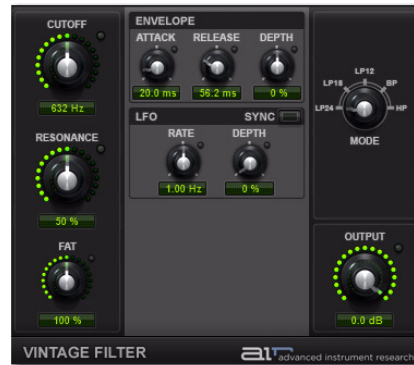 CUTOFF
632 Hz
RESONANCE
50 %
FAT
100 %
ENVELOPE
ATTACK
RELEASE
DEPTH
20.0 ms
56.2 ms
0 %
LFO
SYNC
RATE
DEPTH
1.00 Hz
0 %
LP12
LP18
BP
LP24
HP
MODE
OUTPUT
0.0 dB
VINTAGE FILTER
air advanced instrument research